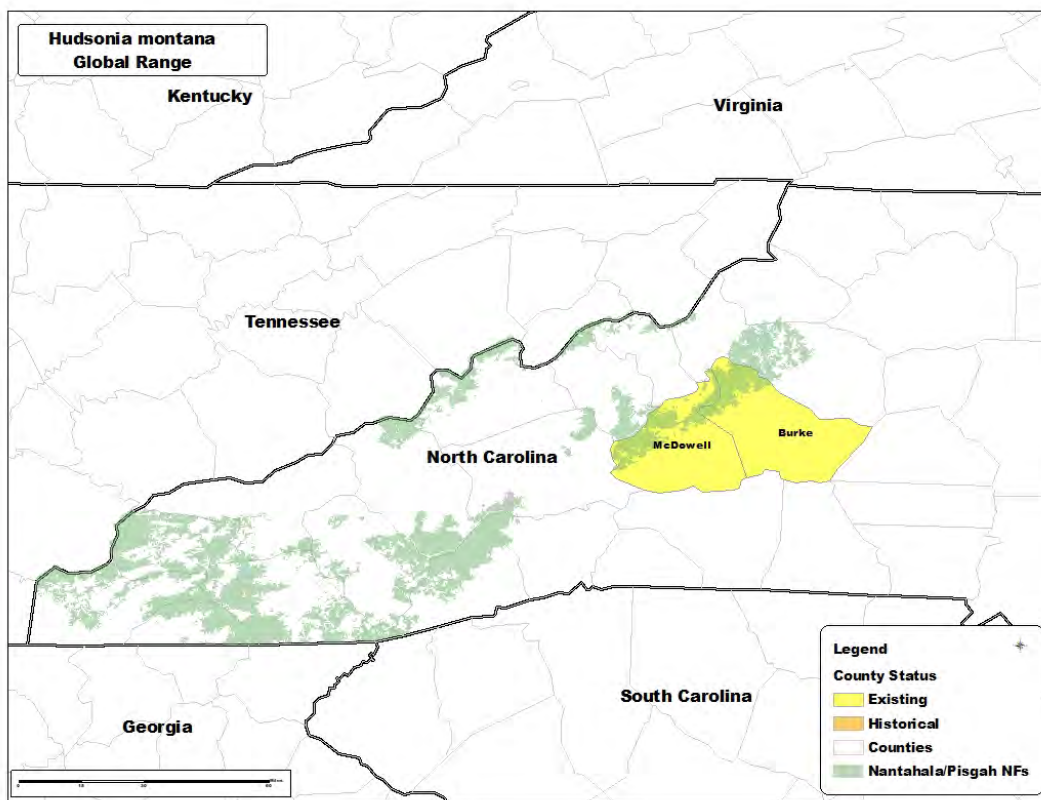 Hudsonia montana
Global Range
Kentucky
Virginia
Tennessee
North Carolina
McDowell
Burke
South Carolina
Georgia
Legend
County Status
Existing
Historical
Counties
Nantahala/Pisgah NFs
0